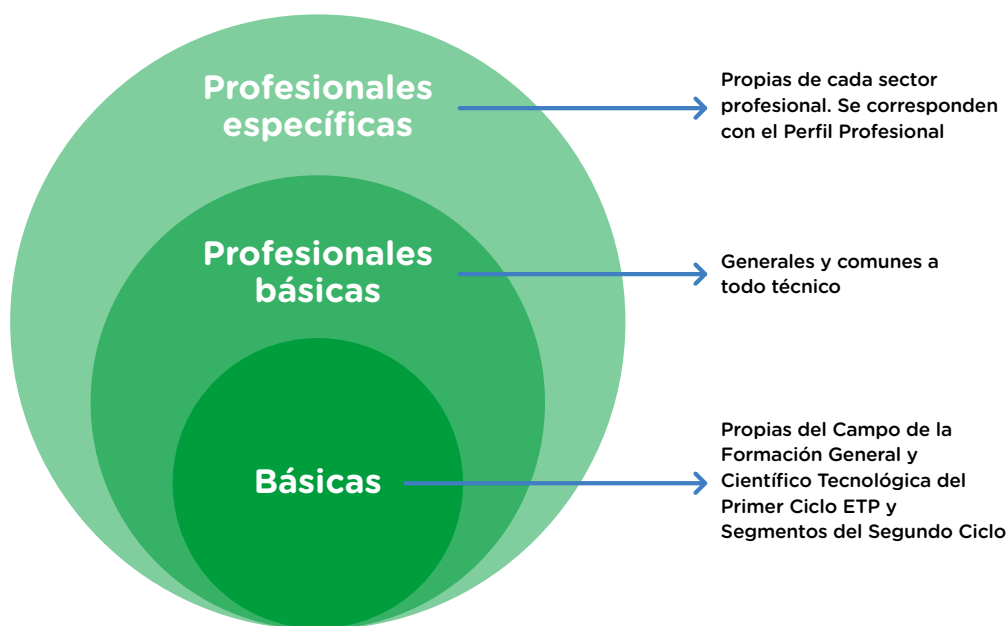 Profesionales
específicas
Propias de cada sector
profesional. Se corresponden
con el Perfil Profesional
Profesionales
básicas
Generales y comunes a
todo técnico
Básicas
Propias del Campo de la
Formación General y
Científico Tecnológica del
Primer Ciclo ETP y
Segmentos del Segundo Ciclo